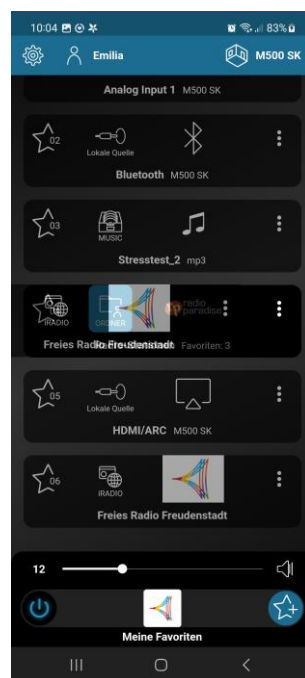 10:04 83%
Emilia M500 SK
Analog Input 1 M500 SK
02
Lokale Quelle
Bluetooth M500 SK
03
MUSIC
Stresstest_2 mp3
iRADIO ORDNER radio paradise
Freies Radio Freudenstadt Favoriten: 3
05
Lokale Quelle
HDMI/ARC M500 SK
06
iRADIO
Freies Radio Freudenstadt
12
Meine Favoriten